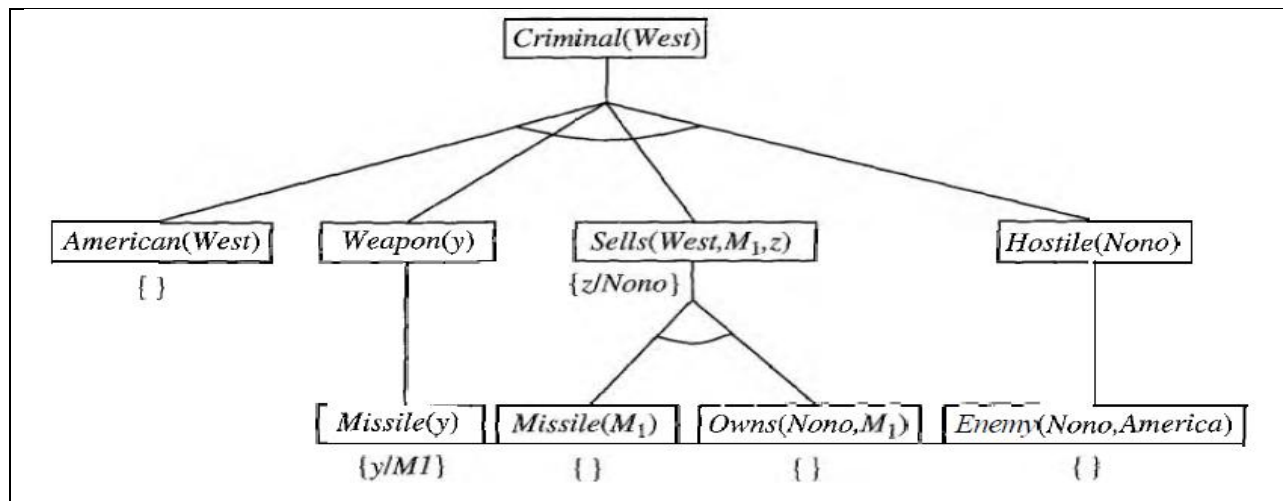 Criminal(West)
American(West) Weapon(y) Sells(West,M₁,z) Hostile(Nono)
{ } {z/Nono}
Missile(y) Missile(M₁) Owns(Nono,M₁) Enemy(Nono,America)
{y/M1} { } { } { }